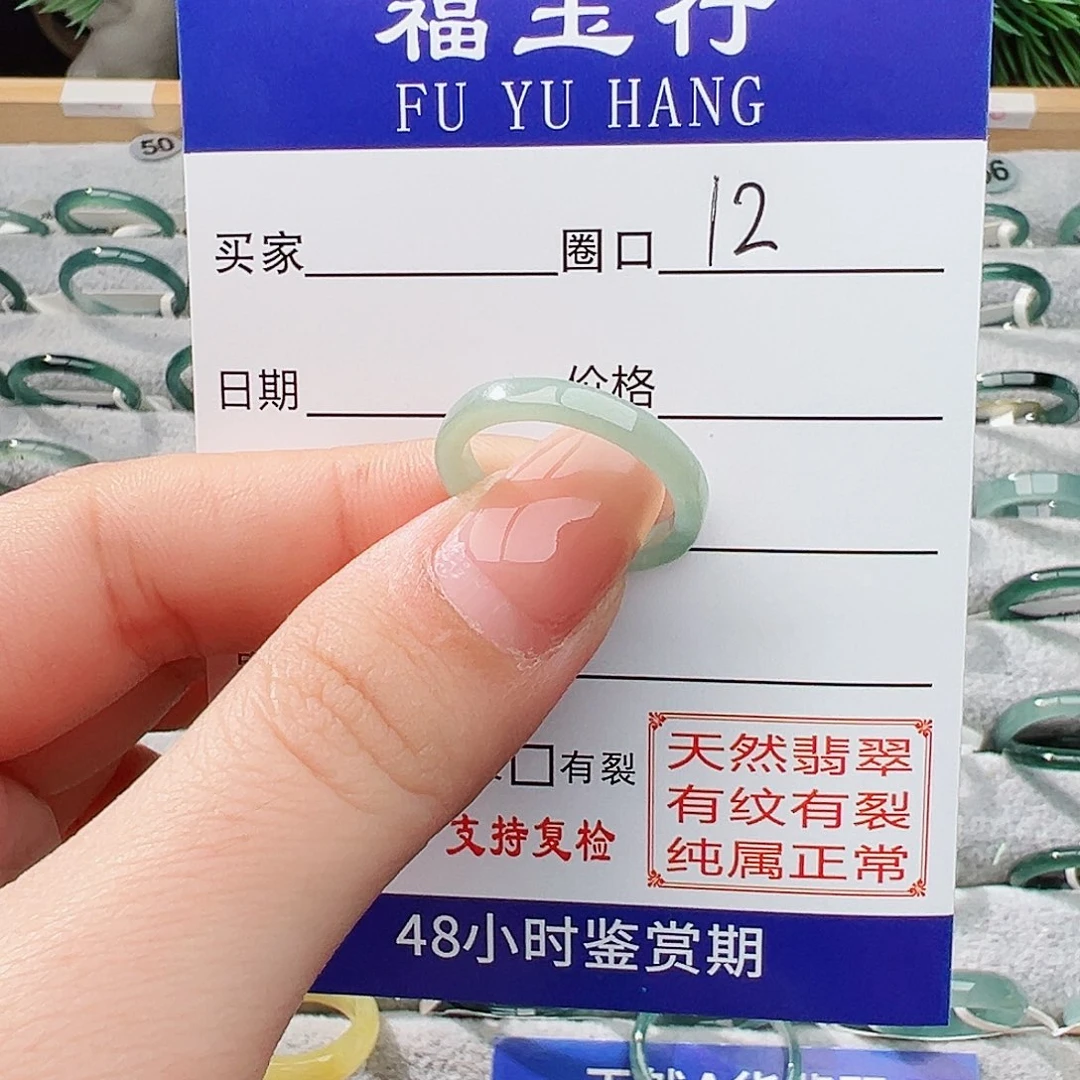 福玉行
FU YU HANG
50
买家 圈口 12
日期 价格
有裂
支持复检
天然翡翠
有纹有裂
纯属正常
48小时鉴赏期